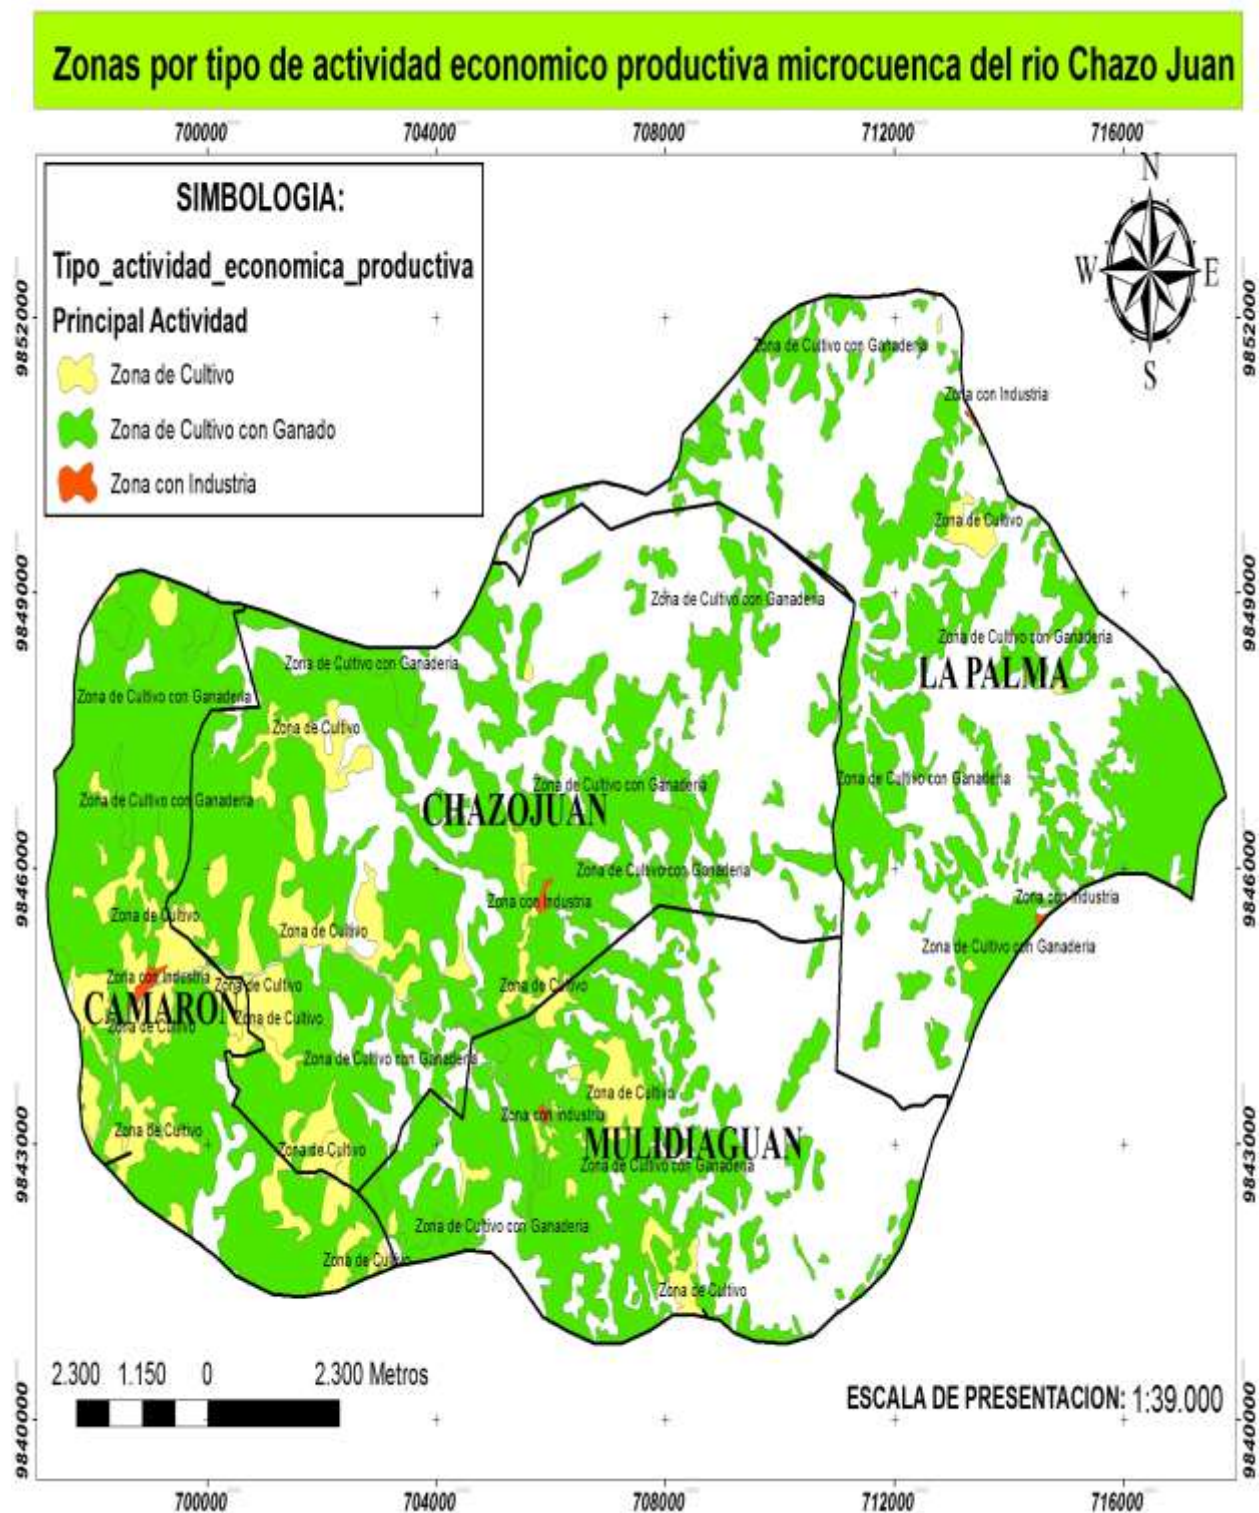 Zonas por tipo de actividad economico productiva microcuenca del rio Chazo Juan
700000 704000 708000 712000 716000
SIMBOLOGIA:
Tipo_actividad_economica_productiva
Principal Actividad
Zona de Cultivo
Zona de Cultivo con Ganado
Zona con Industria
N
W E
S
9852000 9852000
Zona de Cultivo con Ganaderia
Zona con Industria
Zona de Cultivo
9849000 9849000
Zona de Cultivo con Ganaderia
Zona de Cultivo con Ganaderia
Zona de Cultivo con Ganaderia
LA PALMA
Zona de Cultivo con Ganaderia
Zona de Cultivo
Zona de Cultivo con Ganaderia
Zona de Cultivo con Ganaderia
Zona de Cultivo con Ganaderia
CHAZOJUAN
9846000 9846000
Zona de Cultivo con Ganaderia
Zona con Industria
Zona con Industria
Zona de Cultivo
Zona de Cultivo
Zona de Cultivo con Ganaderia
Zona con Industria
Zona de Cultivo
Zona de Cultivo
CAMARON
Zona de Cultivo
Zona de Cultivo
Zona de Cultivo con Ganaderia
Zona de Cultivo
Zona con Industria
Zona de Cultivo
MULIDIAGUAN
9843000 9843000
Zona de Cultivo
Zona de Cultivo con Ganaderia
Zona de Cultivo con Ganaderia
Zona de Cultivo
Zona de Cultivo
2.300 1.150 0 2.300 Metros
ESCALA DE PRESENTACION: 1:39.000
9840000 9840000
700000 704000 708000 712000 716000